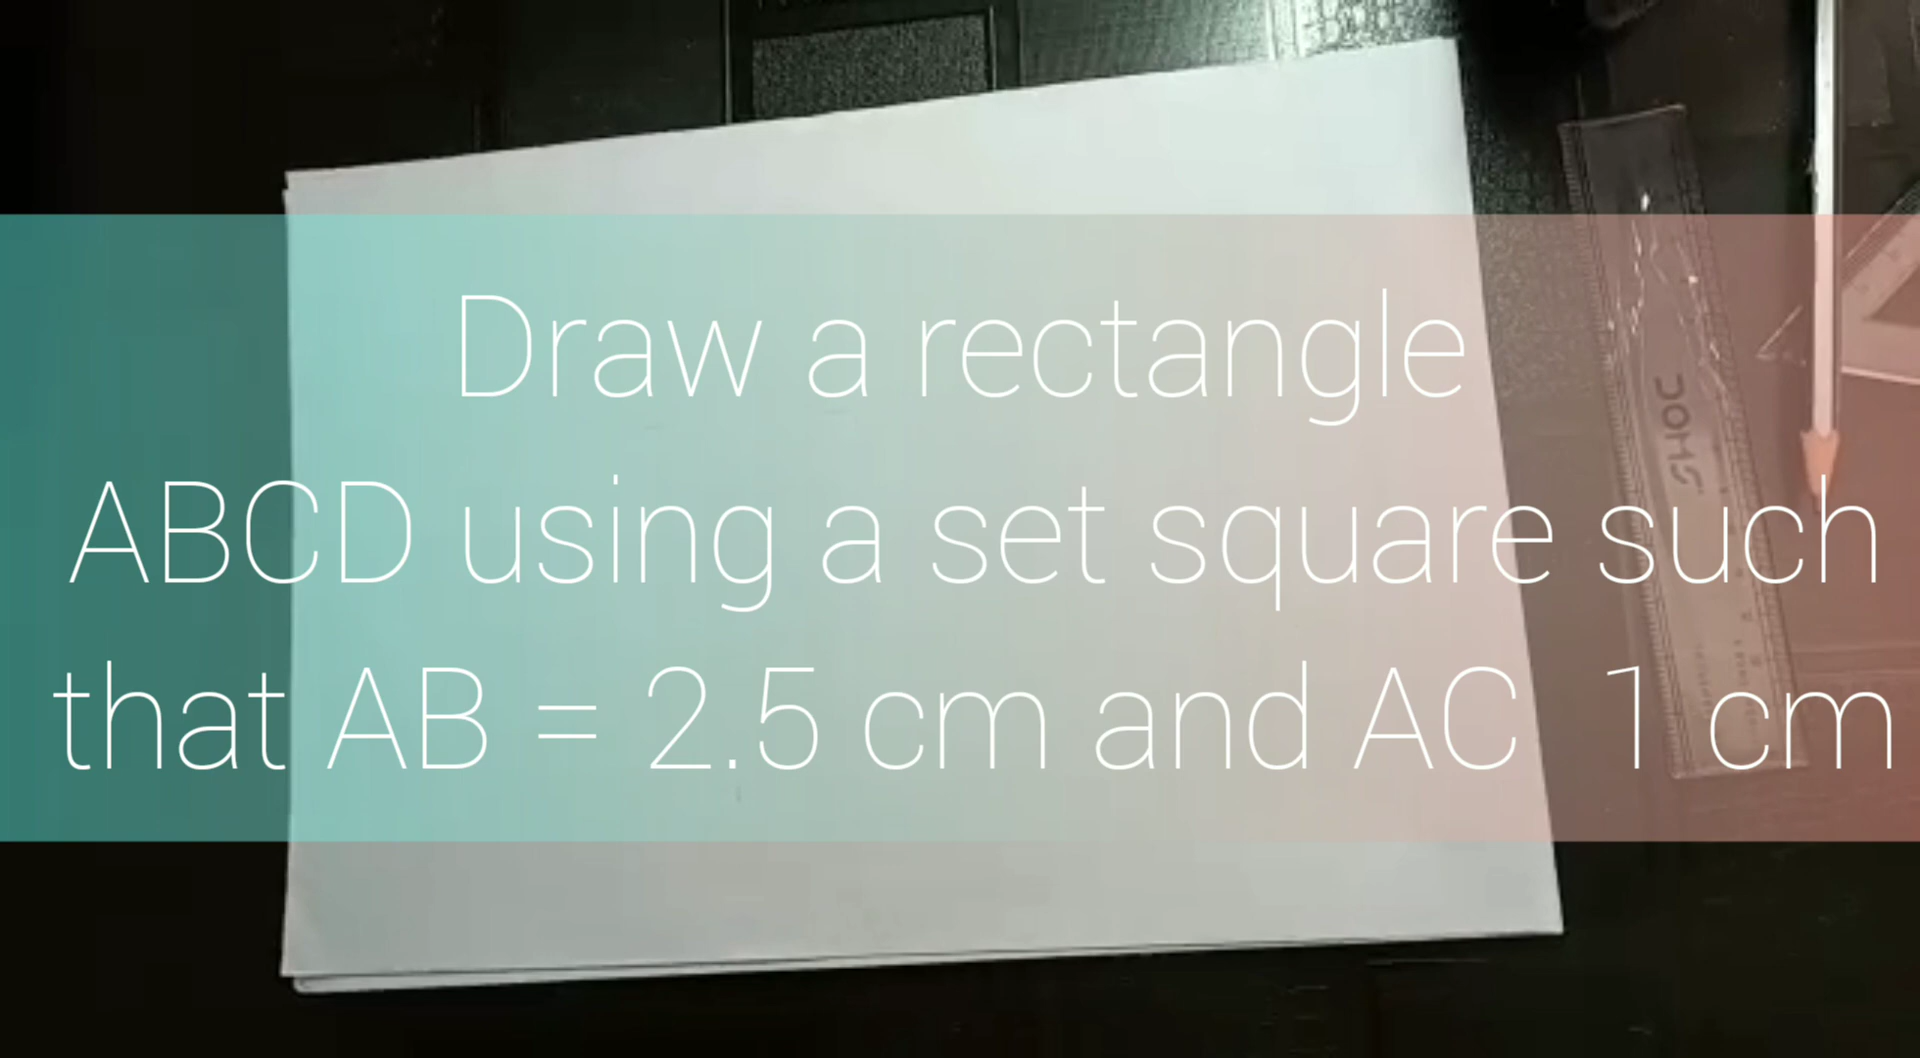 Draw a rectangle
ABCD using a set square such
that AB = 2.5 cm and AC 1 cm